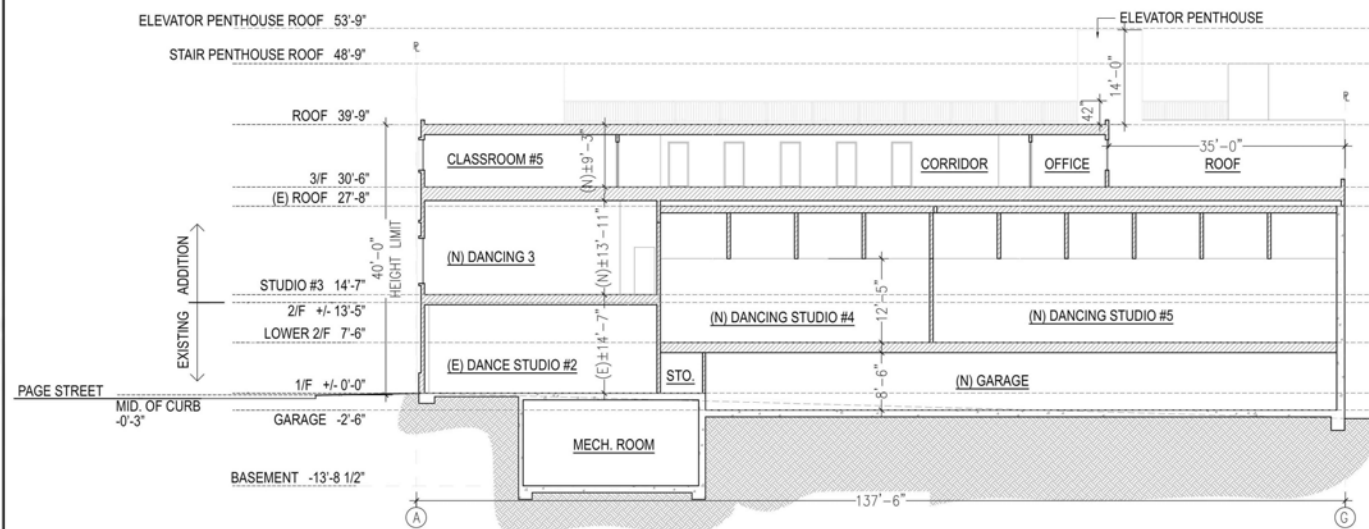 ELEVATOR PENTHOUSE ROOF 53'-9"
ELEVATOR PENTHOUSE
STAIR PENTHOUSE ROOF 48'-9"
14'-0"
42"
ROOF 39'-9"
35'-0"
CLASSROOM #5
(N)±9'-3"
CORRIDOR
OFFICE
ROOF
3/F 30'-6"
(E) ROOF 27'-8"
40'-0"
HEIGHT LIMIT
ADDITION
EXISTING
(N) DANCING 3
(N)±13'-11"
STUDIO #3 14'-7"
2/F +/- 13'-5"
12'-5"
(N) DANCING STUDIO #4
(N) DANCING STUDIO #5
LOWER 2/F 7'-6"
(E) DANCE STUDIO #2
(E)±14'-7"
STO.
8'-6"
(N) GARAGE
1/F +/- 0'-0"
PAGE STREET
MID. OF CURB
-0'-3"
GARAGE -2'-6"
MECH. ROOM
BASEMENT -13'-8 1/2"
137'-6"
A
G